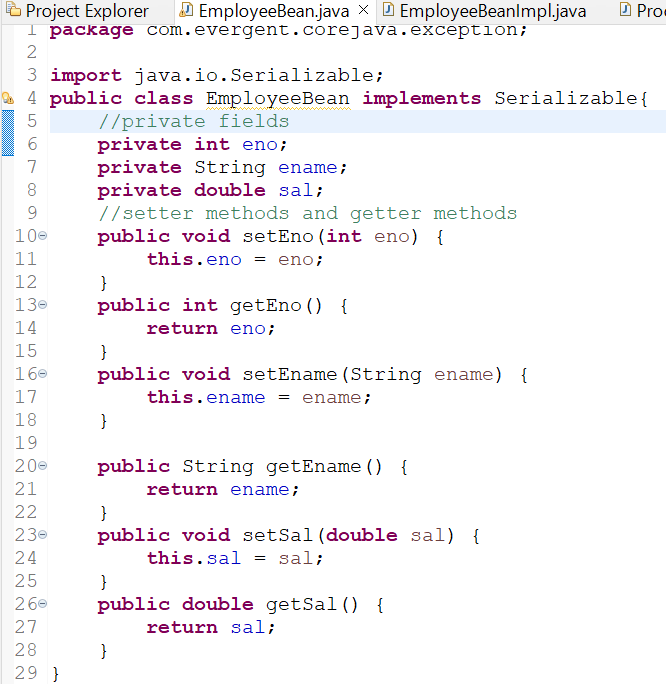 Project Explorer
EmployeeBean.java
EmployeeBeanImpl.java
Pro
1 package com.evergent.corejava.exception;
2
3 import java.io.Serializable;
4 public class EmployeeBean implements Serializable{
5     //private fields
6     private int eno;
7     private String ename;
8     private double sal;
9     //setter methods and getter methods
10     public void setEno(int eno) {
11         this.eno = eno;
12     }
13     public int getEno() {
14         return eno;
15     }
16     public void setEname(String ename) {
17         this.ename = ename;
18     }
19
20     public String getEname() {
21         return ename;
22     }
23     public void setSal(double sal) {
24         this.sal = sal;
25     }
26     public double getSal() {
27         return sal;
28     }
29 }